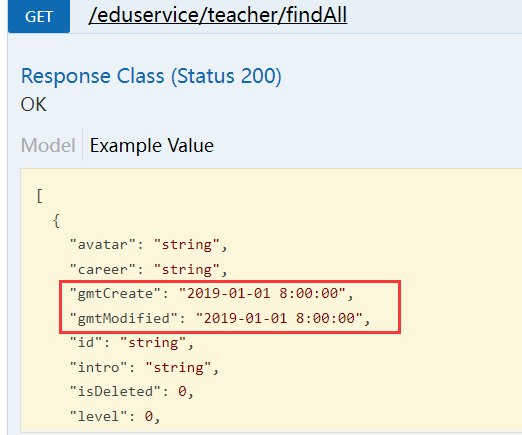 GET /eduservice/teacher/findAll
Response Class (Status 200)
OK
Model Example Value
[
{
"avatar": "string",
"career": "string",
"gmtCreate": "2019-01-01 8:00:00",
"gmtModified": "2019-01-01 8:00:00",
"id": "string",
"intro": "string",
"isDeleted": 0,
"level": 0,